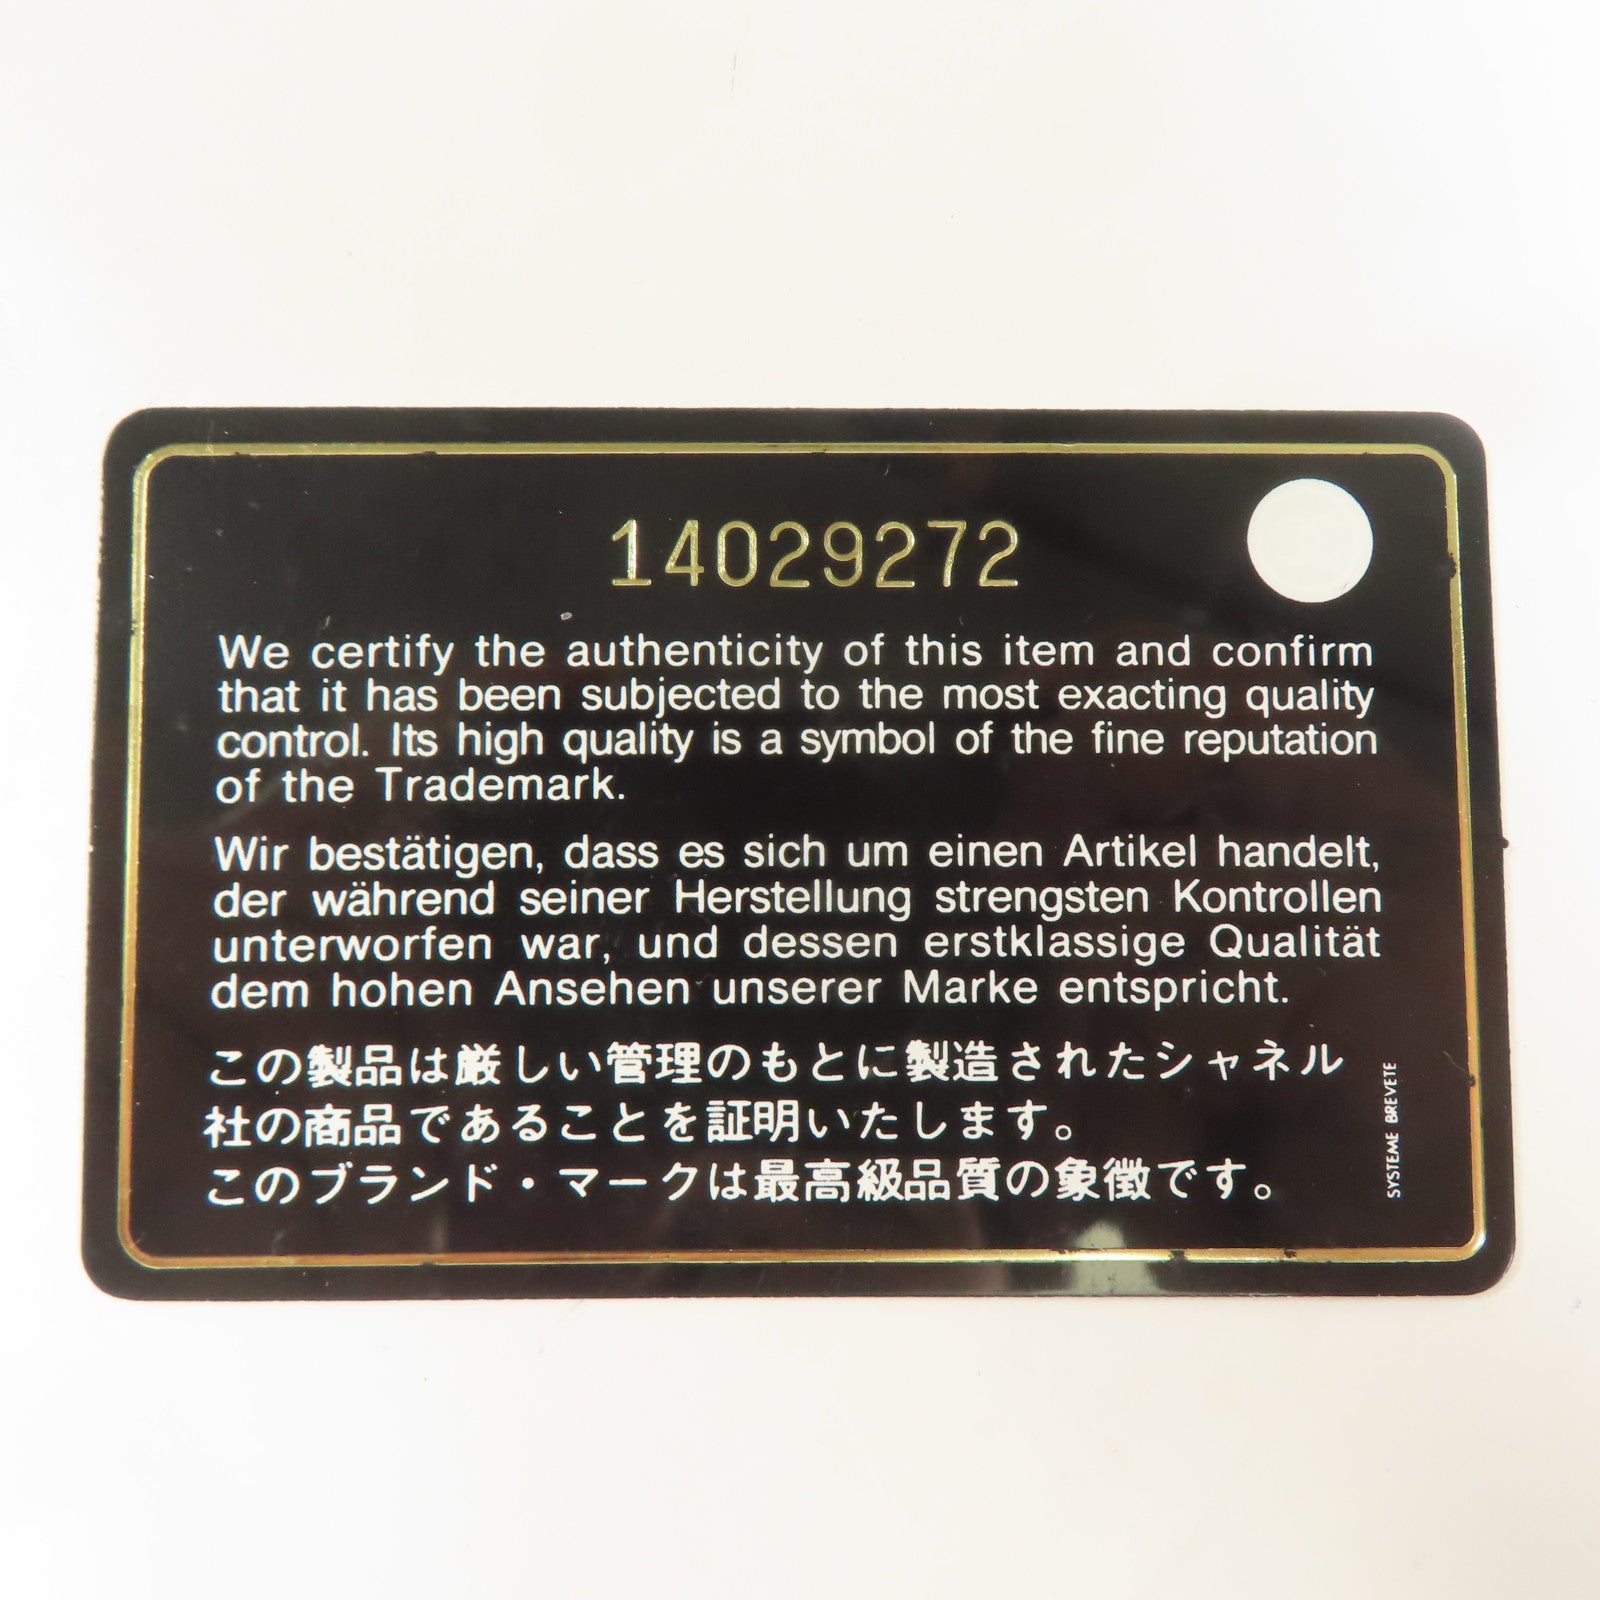 14029272
We certify the authenticity of this item and confirm
that it has been subjected to the most exacting quality
control. Its high quality is a symbol of the fine reputation
of the Trademark.
Wir bestätigen, dass es sich um einen Artikel handelt,
der während seiner Herstellung strengsten Kontrollen
unterworfen war, und dessen erstklassige Qualität
dem hohen Ansehen unserer Marke entspricht.
この製品は厳しい管理のもとに製造されたシャネル
社の商品であることを証明いたします。
このブランド・マークは最高級品質の象徴です。
SYSTEME BREVETE